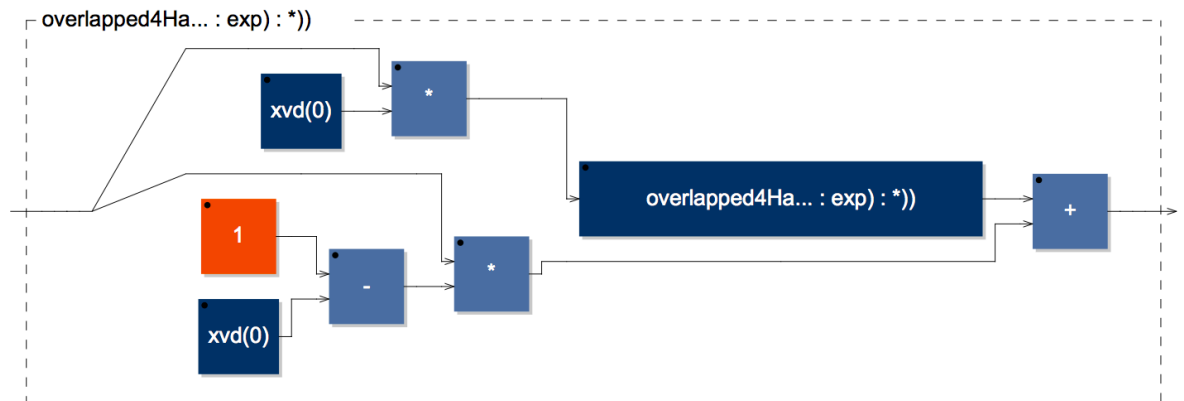 overlapped4Ha... : exp) : *))
xvd(0)
*
overlapped4Ha... : exp) : *))
+
1
-
*
xvd(0)